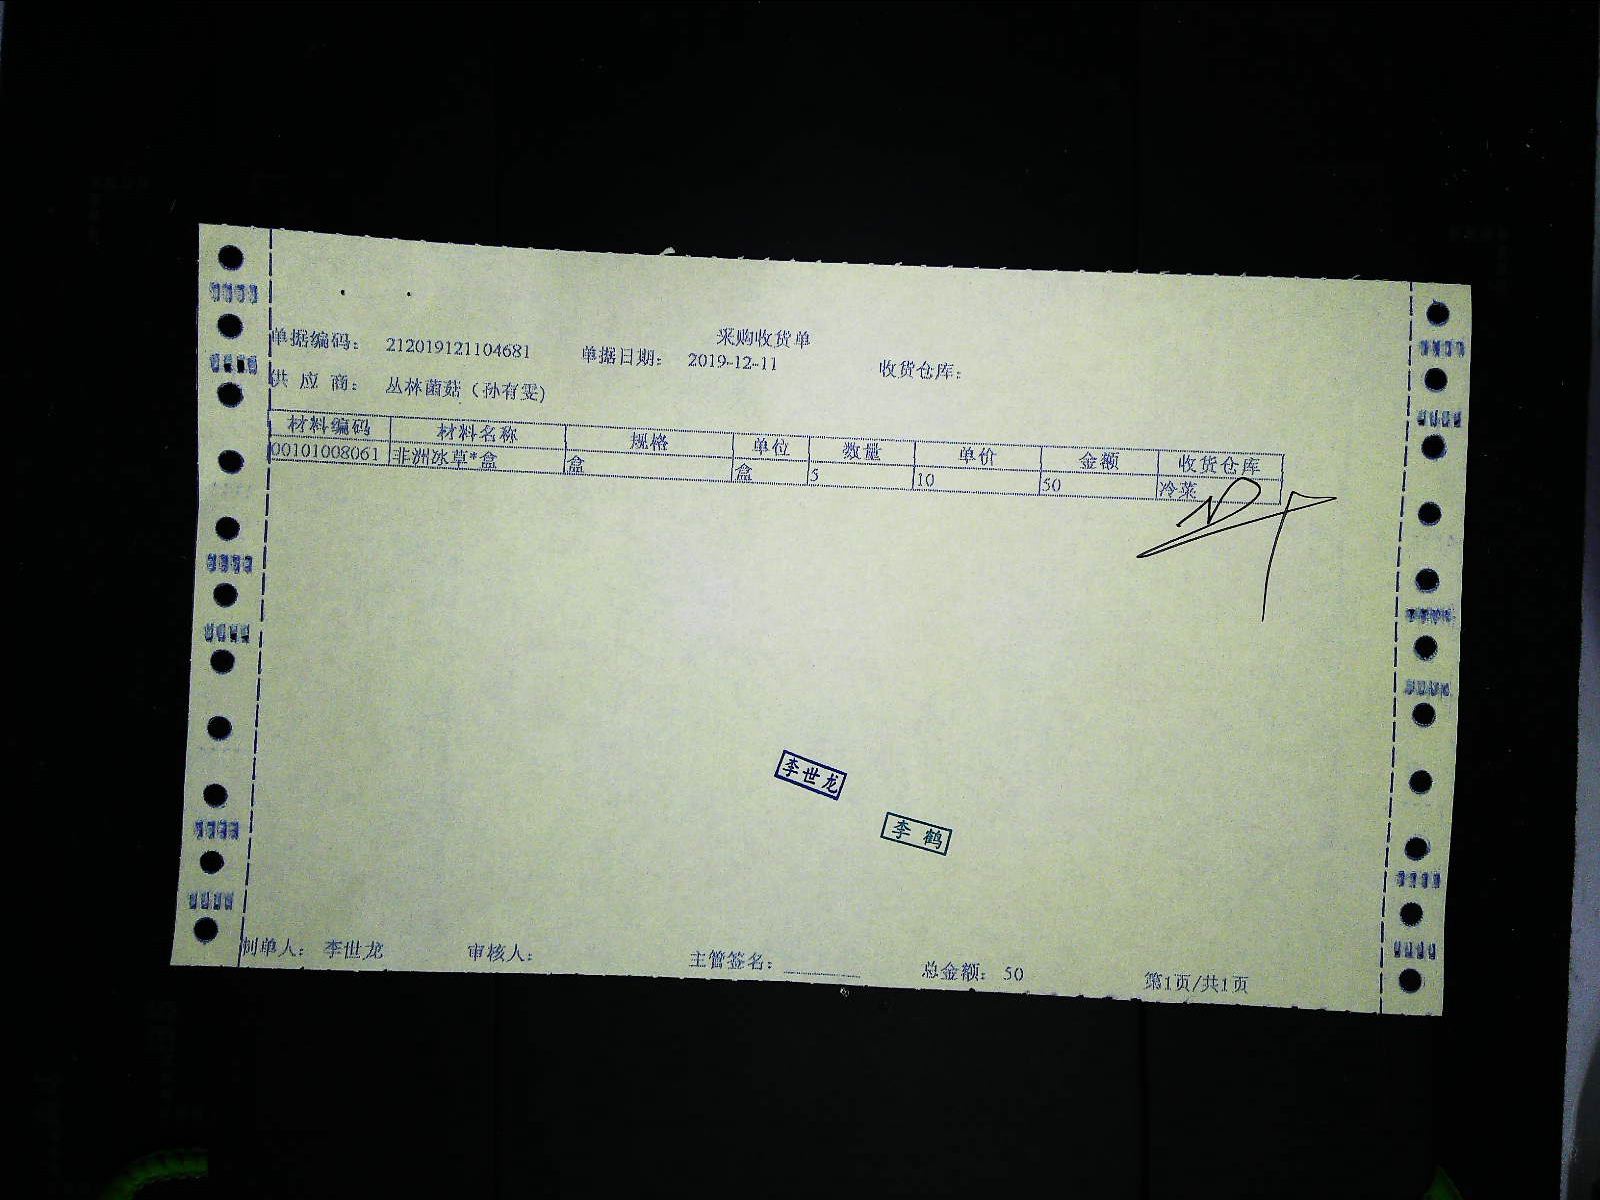 采购收货单
单据编码： 212019121104681 单据日期： 2019-12-11 收货仓库：
供 应 商： 丛林菌菇（孙有雯）
材料编码 材料名称 规格 单位 数量 单价 金额 收货仓库
00101008061 非洲冰草*盒 盒 盒 5 10 50 冷菜
李世龙
李鹤
制单人： 李世龙 审核人： 主管签名：________ 总金额： 50 第1页/共1页